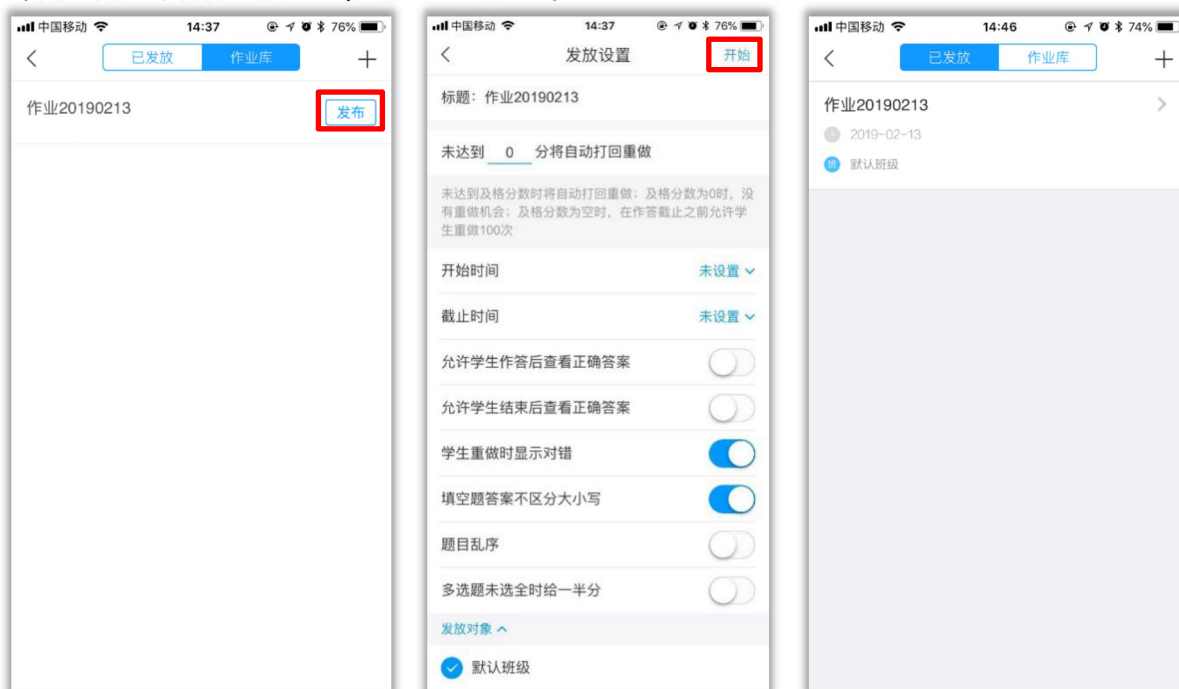 中国移动 14:37 76%
已发放 作业库
作业20190213 发布
中国移动 14:37 76%
发放设置 开始
标题：作业20190213
未达到 0 分将自动打回重做
未达到及格分数时将自动打回重做；及格分数为0时，没
有重做机会；及格分数为空时，在作答截止之前允许学
生重做100次
开始时间 未设置
截止时间 未设置
允许学生作答后查看正确答案
允许学生结束后查看正确答案
学生重做时显示对错
填空题答案不区分大小写
题目乱序
多选题未选全时给一半分
发放对象
默认班级
中国移动 14:46 74%
已发放 作业库
作业20190213
2019-02-13
班 默认班级